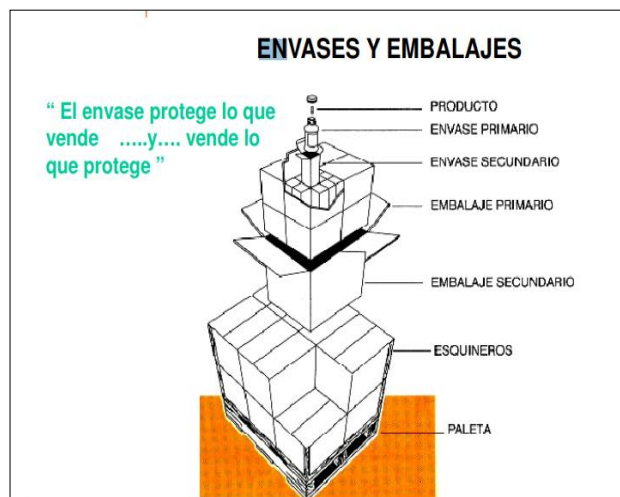 ENVASES Y EMBALAJES
“ El envase protege lo que
vende .....y.... vende lo
que protege ”
PRODUCTO
ENVASE PRIMARIO
ENVASE SECUNDARIO
EMBALAJE PRIMARIO
EMBALAJE SECUNDARIO
ESQUINEROS
PALETA